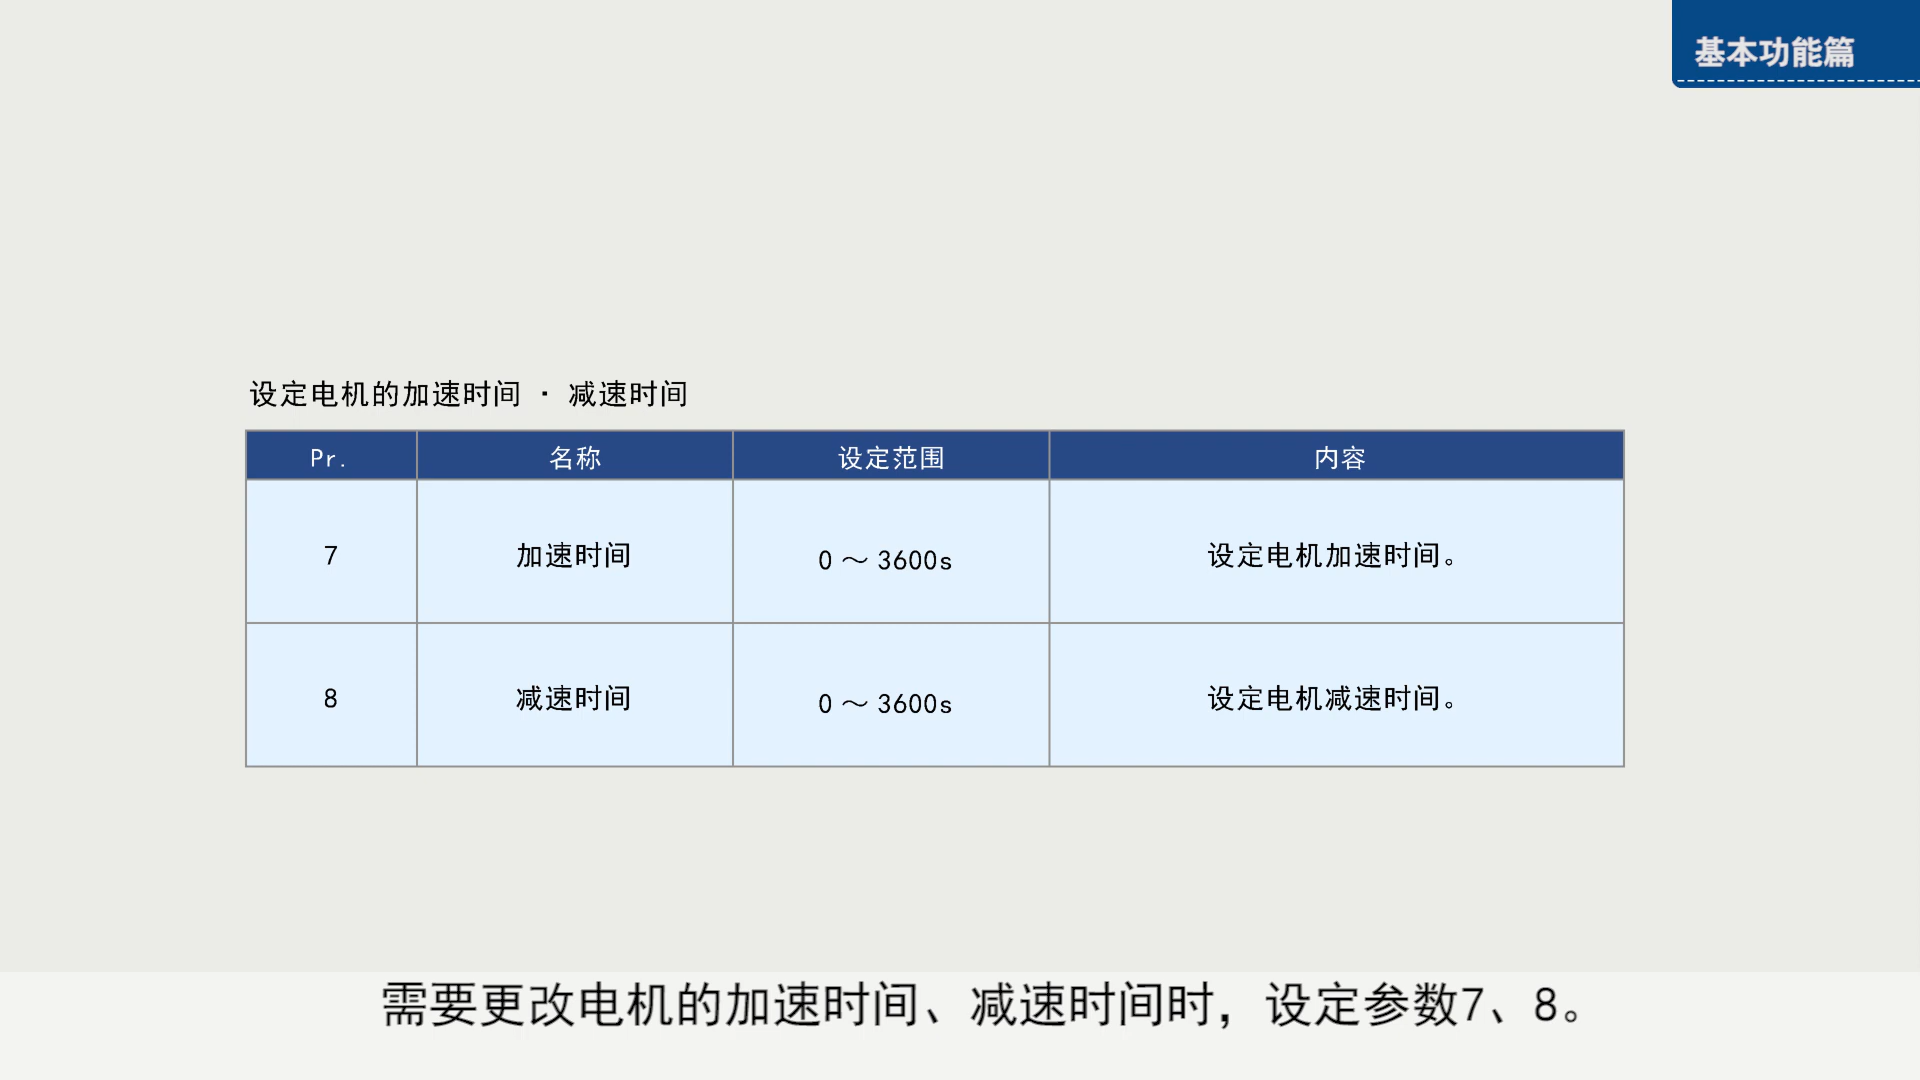 基本功能篇
设定电机的加速时间 · 减速时间
Pr. 名称 设定范围 内容
7 加速时间 0 ～ 3600s 设定电机加速时间。
8 减速时间 0 ～ 3600s 设定电机减速时间。
需要更改电机的加速时间、减速时间时，设定参数7、8。